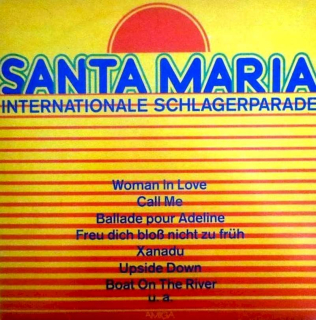 SANTA MARIA
INTERNATIONALE SCHLAGERPARADE
Woman in Love
Call Me
Ballade pour Adeline
Freu dich bloß nicht zu früh
Xanadu
Upside Down
Boat On The River
u. a.
AMIGA